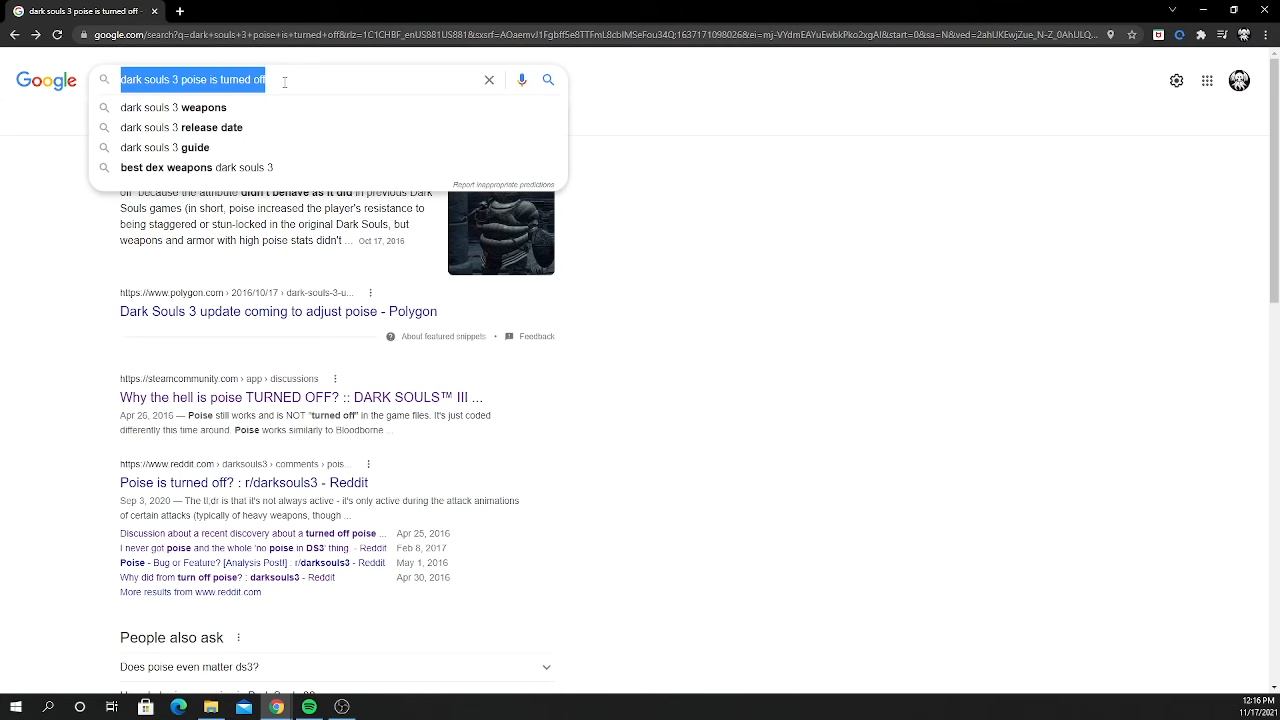 dark souls 3 poise is turned off -
google.com/search?q=dark+souls+3+poise+is+turned+off&rlz=1C1CHBF_enUS881US881&sxsrf=
Google
dark souls 3 poise is turned off
dark souls 3 weapons
dark souls 3 release date
dark souls 3 guide
best dex weapons dark souls 3
Report inappropriate predictions
off" because the attribute didn't behave as it did in previous Dark
Souls games (in short, poise increased the player's resistance to
being staggered or stun-locked in the original Dark Souls, but
weapons and armor with high poise stats didn't ... Oct 17, 2016
https://www.polygon.com › 2016/10/17 › dark-souls-3-u...
Dark Souls 3 update coming to adjust poise - Polygon
About featured snippets • Feedback
https://steamcommunity.com › app › discussions
Why the hell is poise TURNED OFF? :: DARK SOULS™ III ...
Apr 26, 2016 — Poise still works and is NOT "turned off" in the game files. It's just coded
differently this time around. Poise works similarly to Bloodborne ...
https://www.reddit.com › darksouls3 › comments › pois...
Poise is turned off? : r/darksouls3 - Reddit
Sep 3, 2020 — The tl;dr is that it's not always active - it's only active during the attack animations
of certain attacks (typically of heavy weapons, though ...
Discussion about a recent discovery about a turned off poise ... Apr 25, 2016
I never got poise and the whole 'no poise in DS3' thing. - Reddit Feb 8, 2017
Poise - Bug or Feature? [Analysis Post!] : r/darksouls3 - Reddit May 1, 2016
Why did from turn off poise? : darksouls3 - Reddit Apr 30, 2016
More results from www.reddit.com
People also ask
Does poise even matter ds3?
12:16 PM
11/17/2021